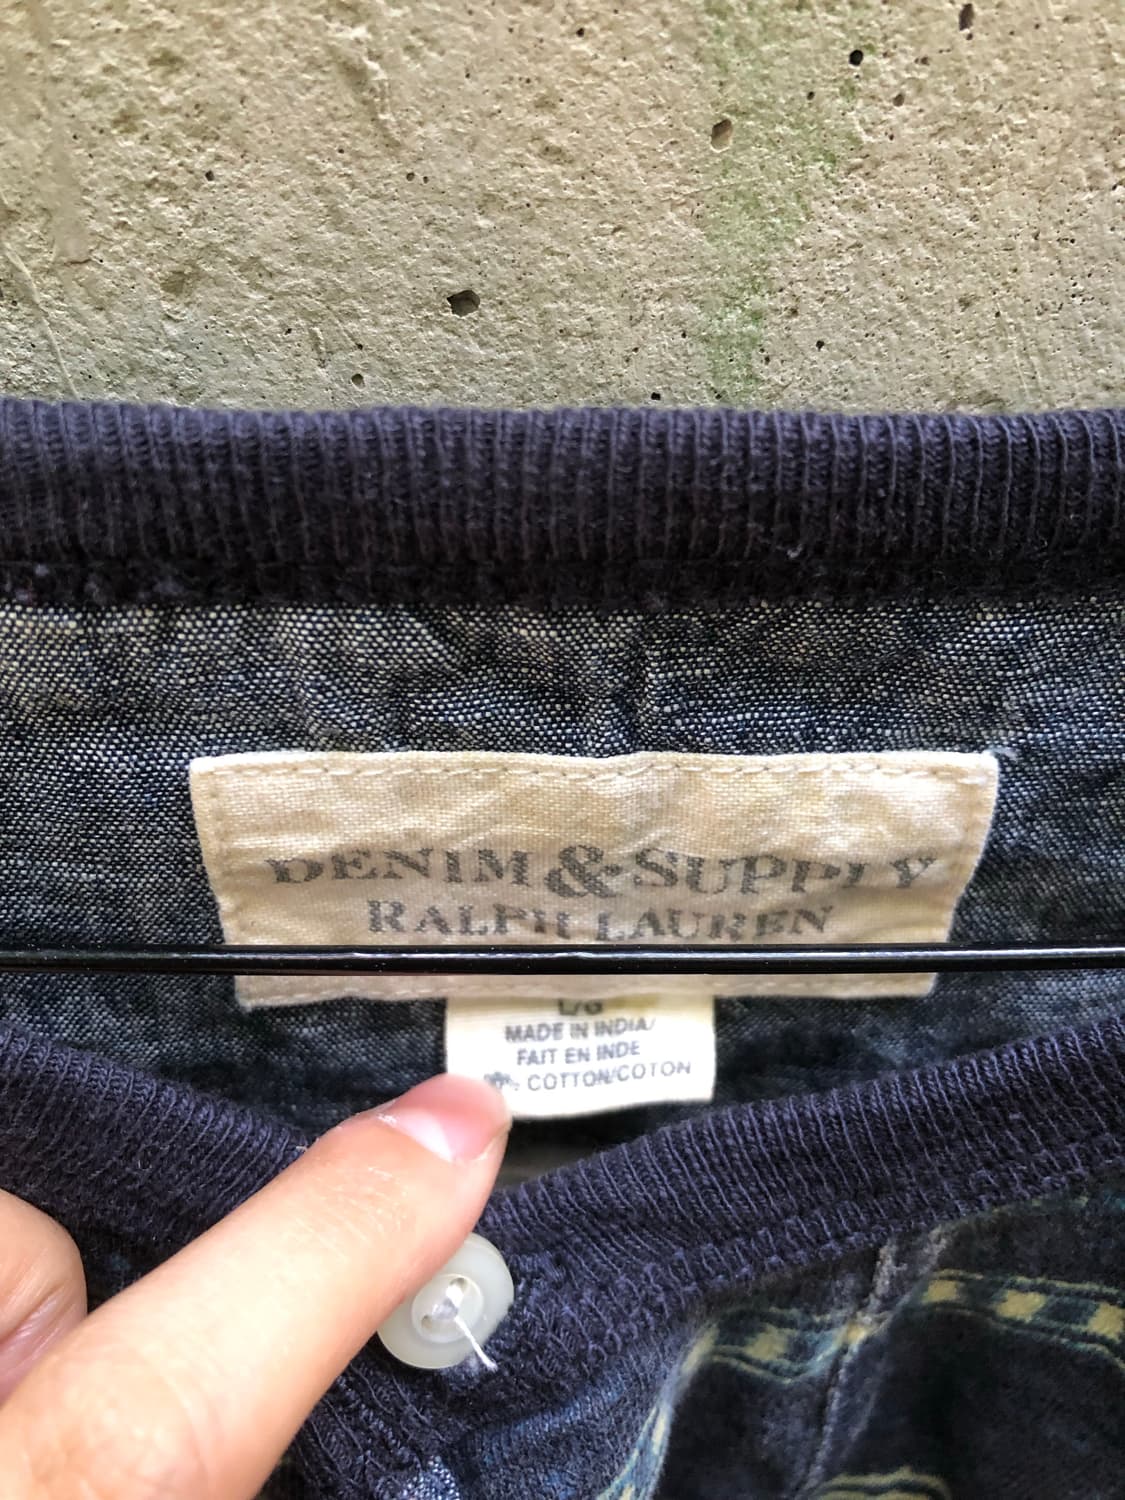 DENIM & SUPPLY
RALPH LAUREN
L/G
MADE IN INDIA/
FAIT EN INDE
COTTON/COTON